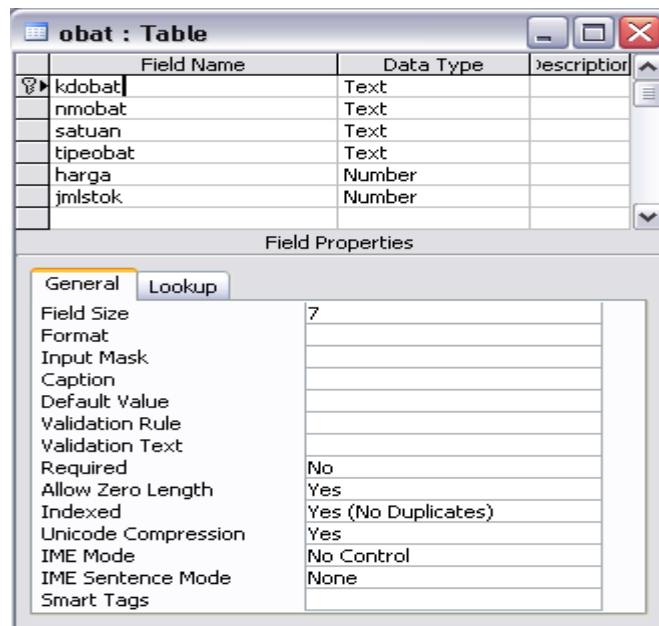 obat : Table
Field Name Data Type Description
kdobat Text
nmobat Text
satuan Text
tipeobat Text
harga Number
jmlstok Number
Field Properties
General Lookup
Field Size 7
Format
Input Mask
Caption
Default Value
Validation Rule
Validation Text
Required No
Allow Zero Length Yes
Indexed Yes (No Duplicates)
Unicode Compression Yes
IME Mode No Control
IME Sentence Mode None
Smart Tags